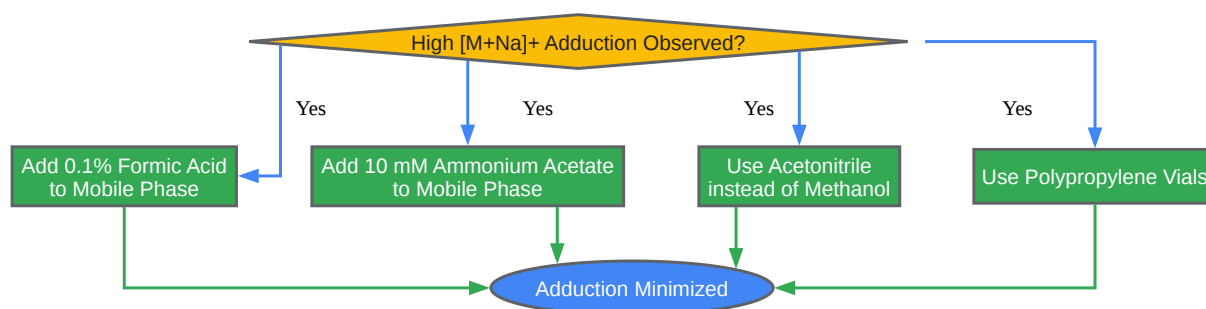 High [M+Na]+ Adduction Observed?
Yes
Yes
Yes
Yes
Add 0.1% Formic Acid
to Mobile Phase
Add 10 mM Ammonium Acetate
to Mobile Phase
Use Acetonitrile
instead of Methanol
Use Polypropylene Vials
Adduction Minimized